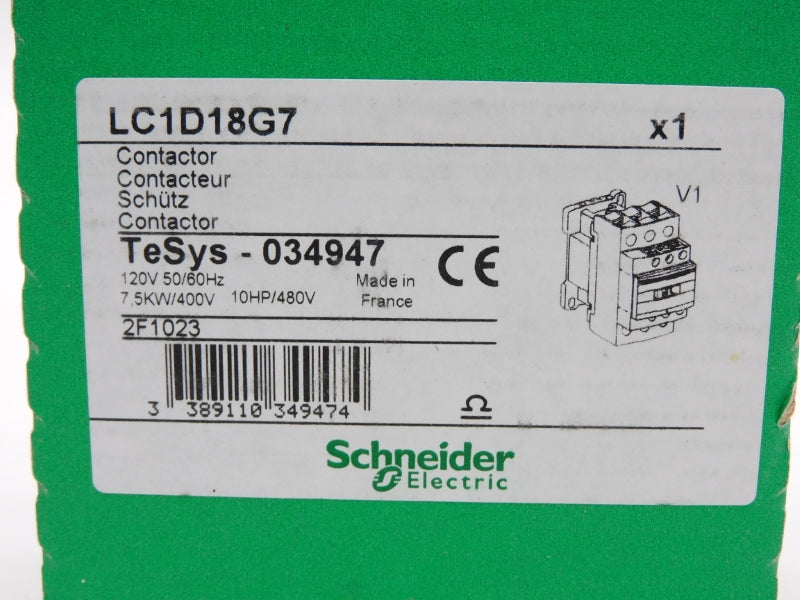 LC1D18G7 x1
Contactor
Contacteur
Schütz
Contactor
V1
TeSys - 034947
CE
120V 50/60Hz
7,5KW/400V 10HP/480V
Made in
France
2F1023
3 389110 349474
Schneider
Electric